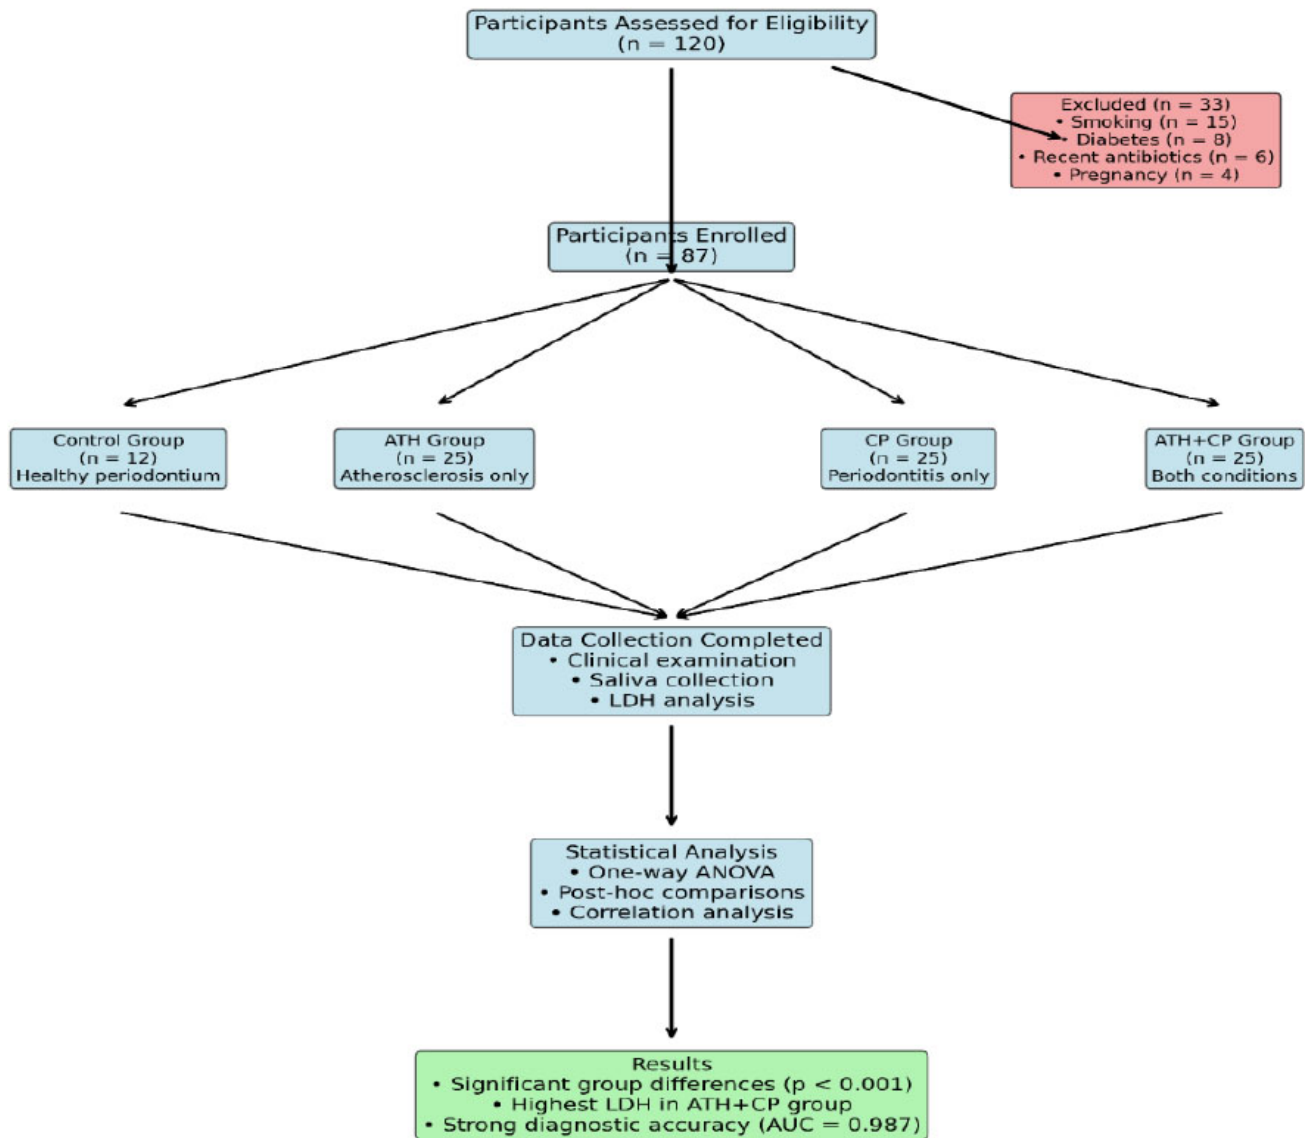 Participants Assessed for Eligibility
(n = 120)
Excluded (n = 33)
• Smoking (n = 15)
• Diabetes (n = 8)
• Recent antibiotics (n = 6)
• Pregnancy (n = 4)
Participants Enrolled
(n = 87)
Control Group
(n = 12)
Healthy periodontium
ATH Group
(n = 25)
Atherosclerosis only
CP Group
(n = 25)
Periodontitis only
ATH+CP Group
(n = 25)
Both conditions
Data Collection Completed
• Clinical examination
• Saliva collection
• LDH analysis
Statistical Analysis
• One-way ANOVA
• Post-hoc comparisons
• Correlation analysis
Results
• Significant group differences (p < 0.001)
• Highest LDH in ATH+CP group
• Strong diagnostic accuracy (AUC = 0.987)